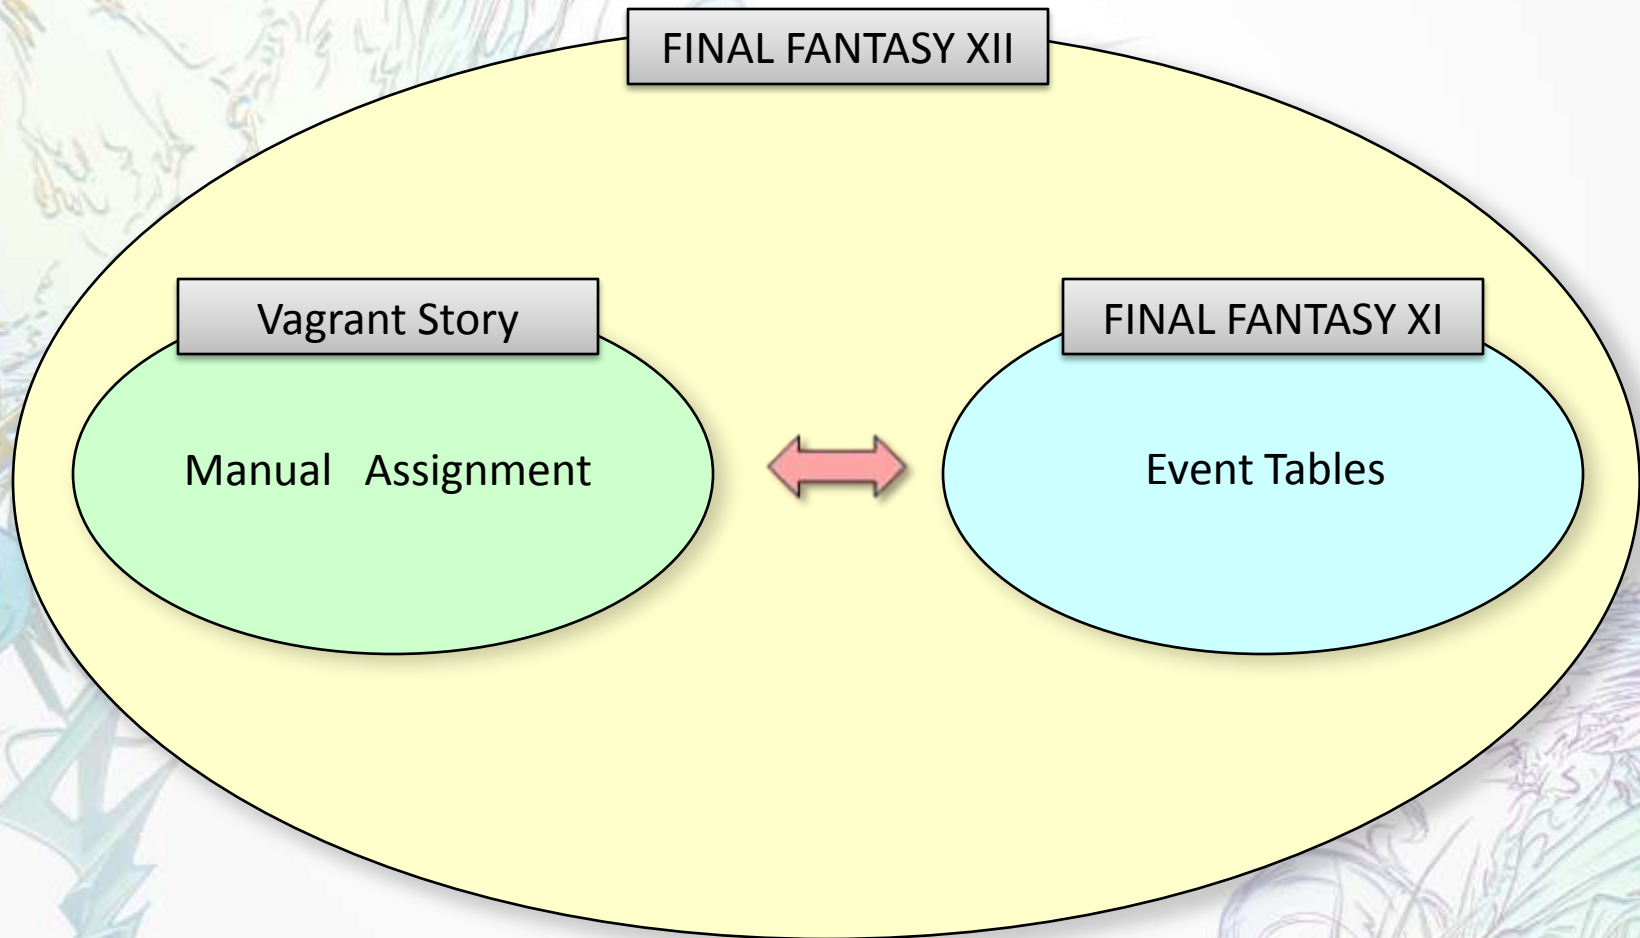 FINAL FANTASY XII
Vagrant Story
FINAL FANTASY XI
Manual Assignment
Event Tables